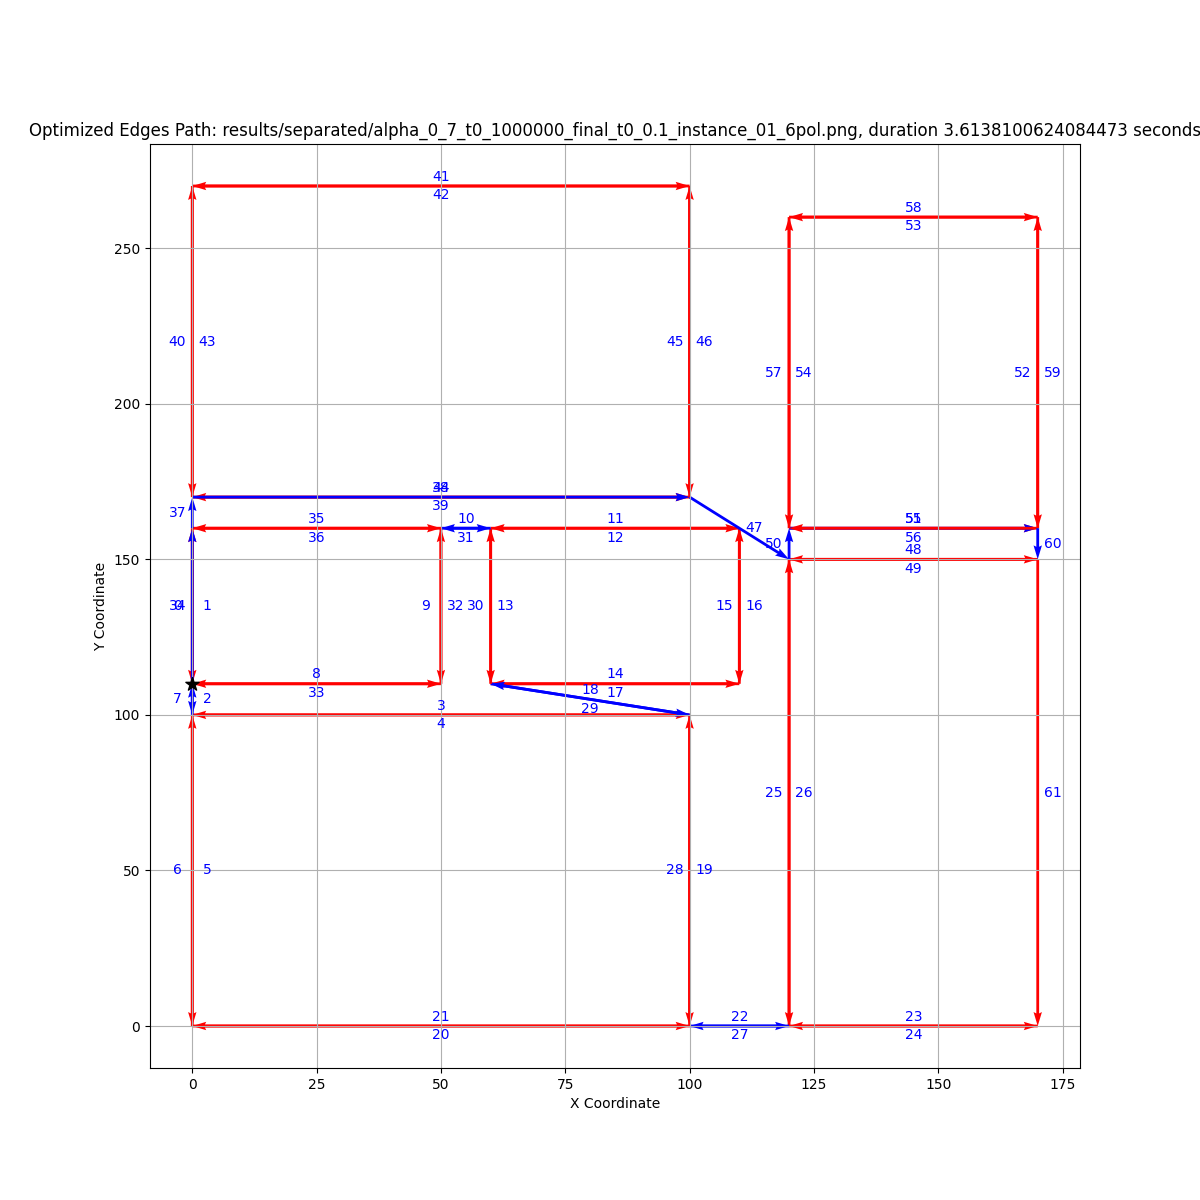 Optimized Edges Path: results/separated/alpha_0_7_t0_1000000_final_t0_0.1_instance_01_6pol.png, duration 3.6138100624084473 seconds
41
42
58
53
250
40 43 45 46
57 54 52 59
200
44
39
37
35 10 11 47 55
36 31 12 50 56 60
48
49
150
1 9 32 30 13 15 16
8 14
33 18 17
7 2
3 29
4
100
25 26 61
50
6 5 28 19
21 22 23
20 27 24
0
0 25 50 75 100 125 150 175
X Coordinate
Y Coordinate